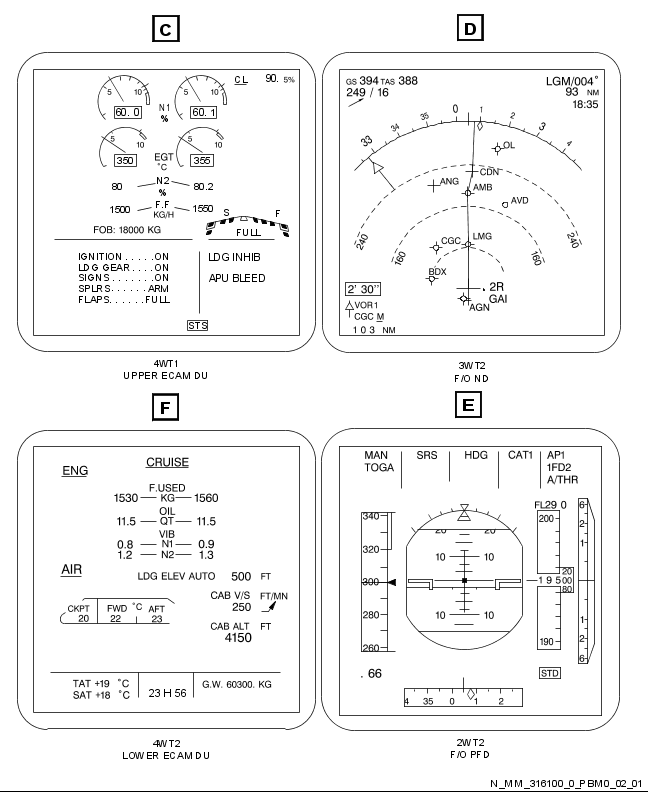 C
D
5
10
60. 0
5
10
60. 1
N1
%
CL
90. 5%
5
10
350
5
10
355
EGT
°C
80
N2
80.2
%
1500
F.F
1550
KG/H
FOB: 18000 KG
S
F
FULL
IGNITION.....ON
LDG GEAR....ON
SIGNS........ON
SPLRS......ARM
FLAPS......FULL
LDG INHIB
APU BLEED
STS
4WT1
UPPER ECAM DU
GS 394 TAS 388
249 / 16
LGM/004°
93 NM
18:35
33
34
35
0
1
2
3
4
OL
CDN
ANG
AMB
AVD
240
160
CGC
LMG
160
240
BDX
2R
GAI
AGN
2' 30''
VOR1
CGC M
103 NM
3WT2
F/O ND
F
E
CRUISE
ENG
F.USED
1530 KG 1560
OIL
11.5 QT 11.5
VIB
0.8 N1 0.9
1.2 N2 1.3
AIR
LDG ELEV AUTO 500 FT
CAB V/S FT/MN
250
CAB ALT FT
4150
CKPT FWD °C AFT
20 22 23
TAT +19 °C
SAT +18 °C
23 H 56
G.W. 60300. KG
4WT2
LOWER ECAM DU
MAN
TOGA
SRS
HDG
CAT1
AP1
1FD2
A/THR
340
320
300
280
260
20
20
10
10
10
10
FL29 0
200
195
20
00
80
190
6
2
1
1
2
6
STD
. 66
4
35
0
1
2
2WT2
F/O PFD
N_MM_316100_0_PBM0_02_01